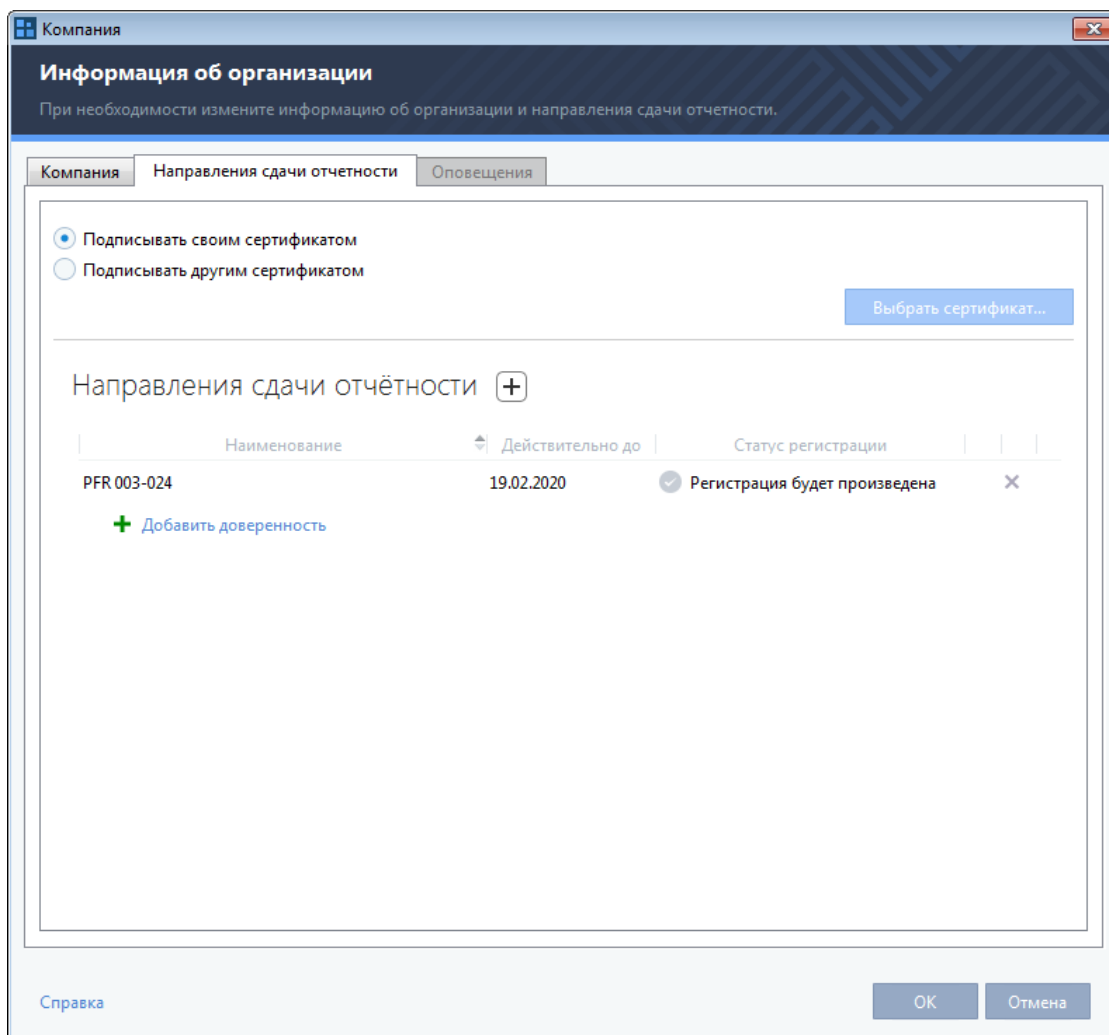 Компания
Информация об организации
При необходимости измените информацию об организации и направления сдачи отчетности.
Компания Направления сдачи отчетности Оповещения
Подписывать своим сертификатом
Подписывать другим сертификатом
Выбрать сертификат...
Направления сдачи отчётности
Наименование Действительно до Статус регистрации
PFR 003-024 19.02.2020 Регистрация будет произведена
Добавить доверенность
Справка OK Отмена